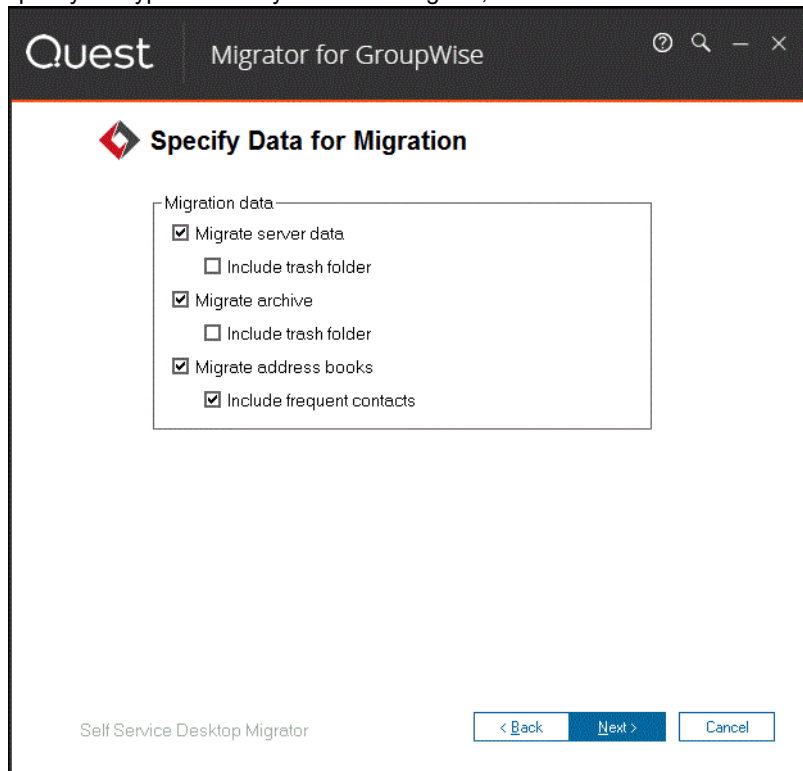 Quest Migrator for GroupWise
Specify Data for Migration
Migration data
Migrate server data
Include trash folder
Migrate archive
Include trash folder
Migrate address books
Include frequent contacts
Self Service Desktop Migrator
< Back Next > Cancel